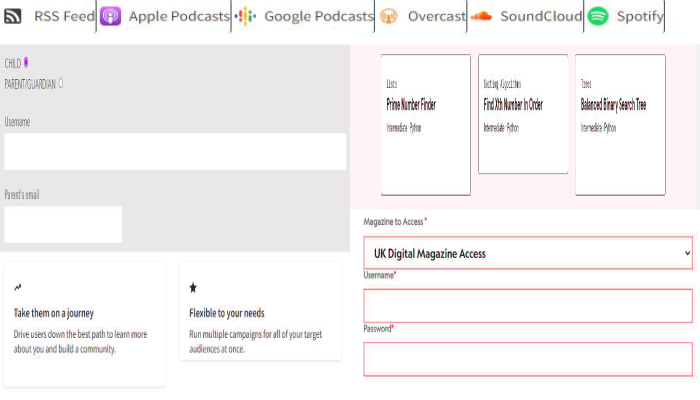 RSS Feed Apple Podcasts Google Podcasts Overcast SoundCloud Spotify
CHILD
PARENT/GUARDIAN
Username
Parent's email
Lists
Prime Number Finder
Intermediate Python
Sorting Algorithms
Find Xth Number In Order
Intermediate Python
Trees
Balanced Binary Search Tree
Intermediate Python
Take them on a journey
Drive users down the best path to learn more
about you and build a community.
Flexible to your needs
Run multiple campaigns for all of your target
audiences at once.
Magazine to Access*
UK Digital Magazine Access
Username*
Password*